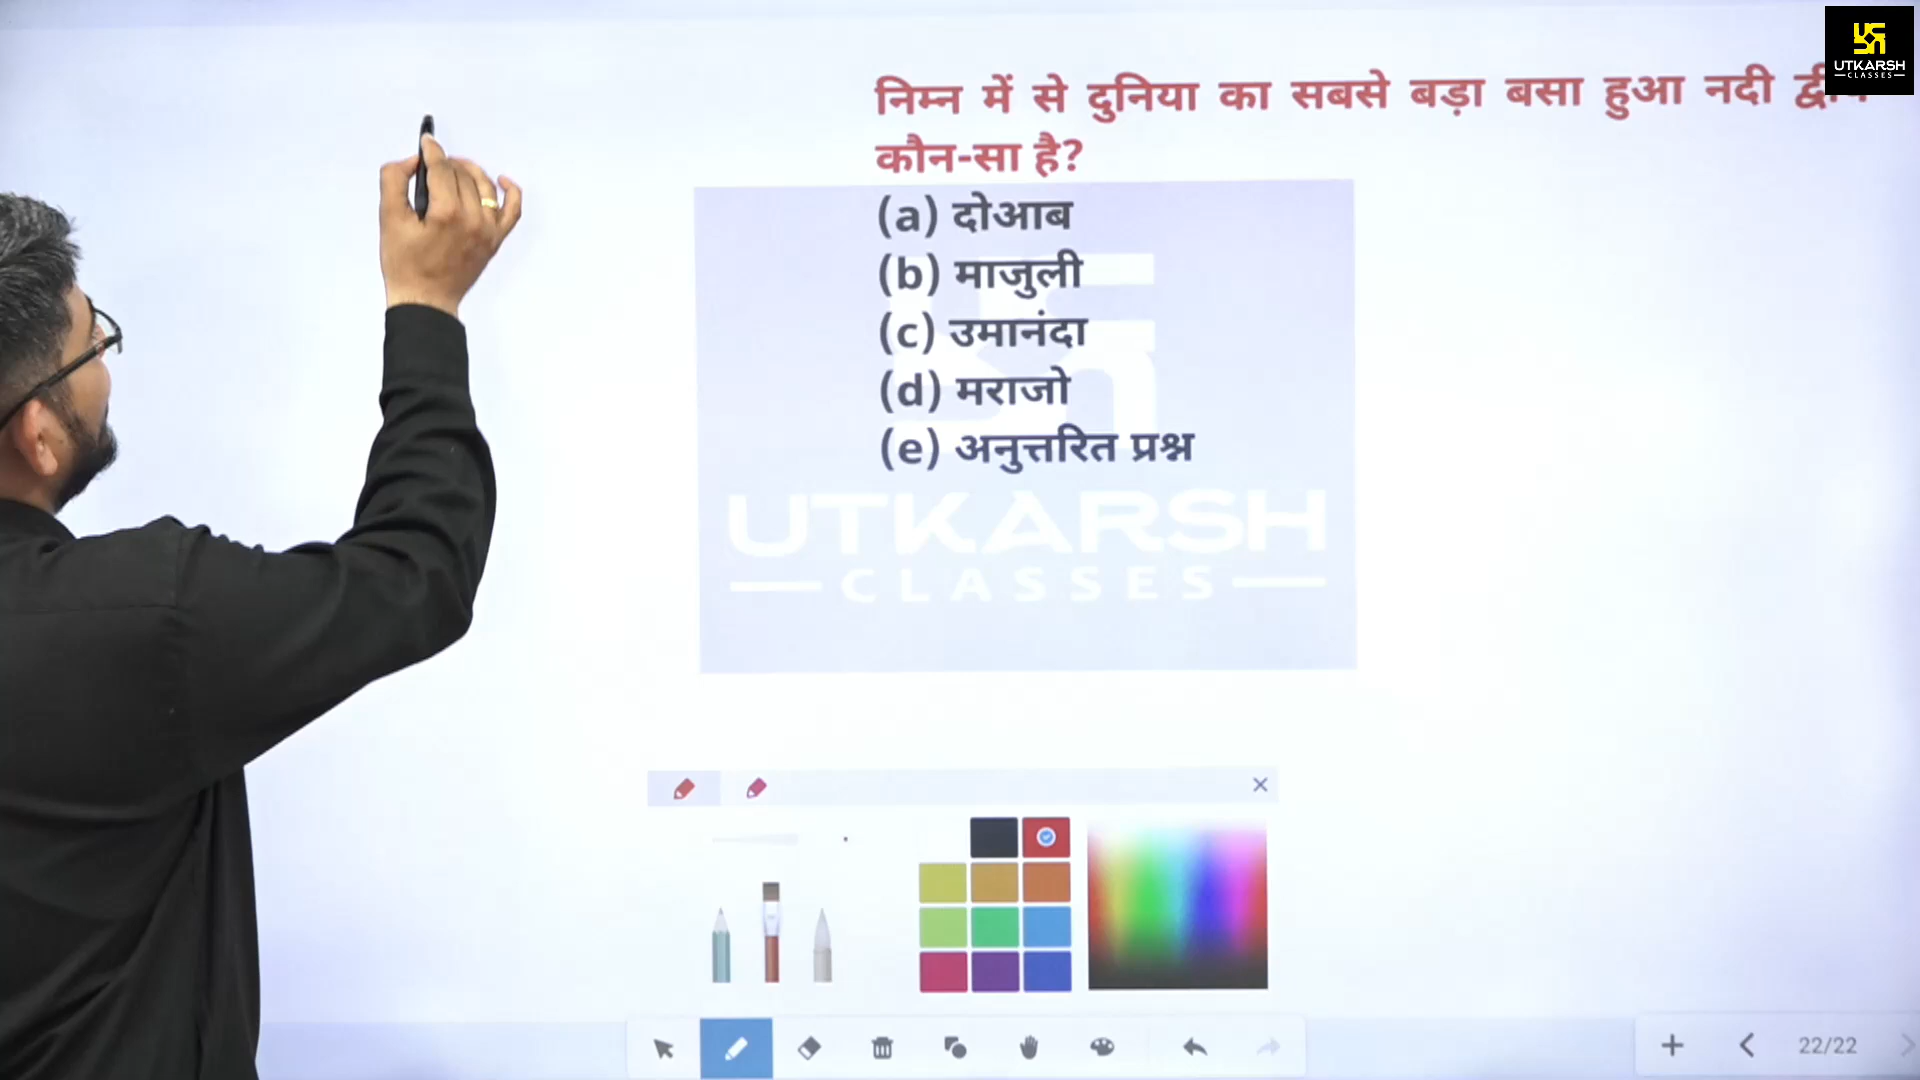 UTKARSH
CLASSES
निम्न में से दुनिया का सबसे बड़ा बसा हुआ नदी
कौन-सा है?
(a) दोआब
(b) माजुली
(c) उमानंदा
(d) मराजो
(e) अनुत्तरित प्रश्न
UTKARSH
CLASSES
22/22